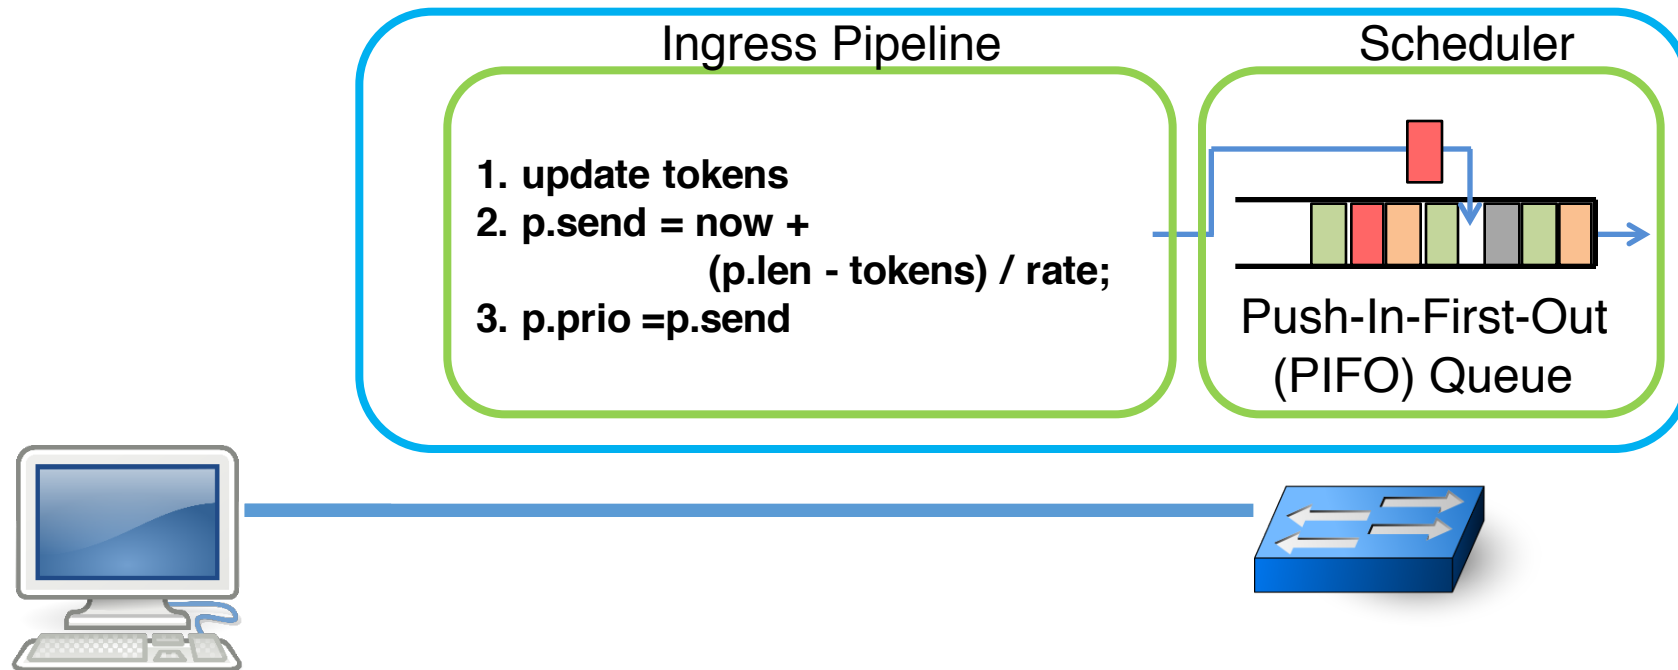 Ingress Pipeline
Scheduler
1. update tokens
2. p.send = now +
(p.len - tokens) / rate;
3. p.prio =p.send
Push-In-First-Out
(PIFO) Queue